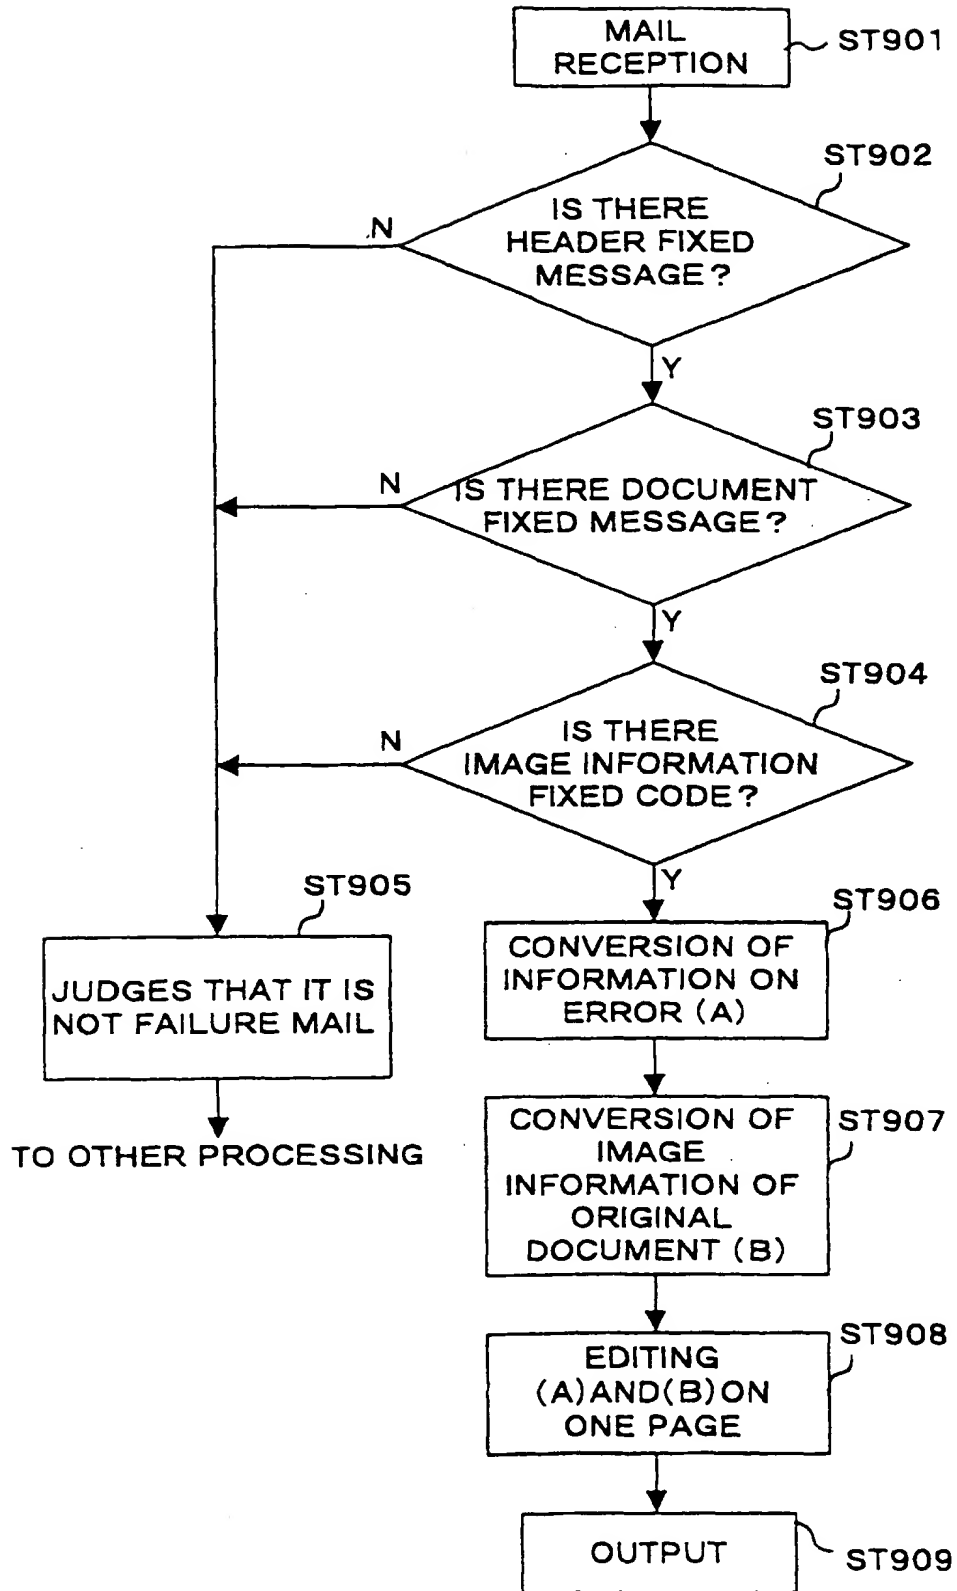 MAIL
RECEPTION
ST901
ST902
IS THERE
HEADER FIXED
MESSAGE?
N
Y
ST903
IS THERE DOCUMENT
FIXED MESSAGE?
N
Y
ST904
IS THERE
IMAGE INFORMATION
FIXED CODE?
N
Y
ST905
JUDGES THAT IT IS
NOT FAILURE MAIL
TO OTHER PROCESSING
ST906
CONVERSION OF
INFORMATION ON
ERROR (A)
ST907
CONVERSION OF
IMAGE
INFORMATION OF
ORIGINAL
DOCUMENT (B)
ST908
EDITING
(A)AND(B)ON
ONE PAGE
OUTPUT
ST909